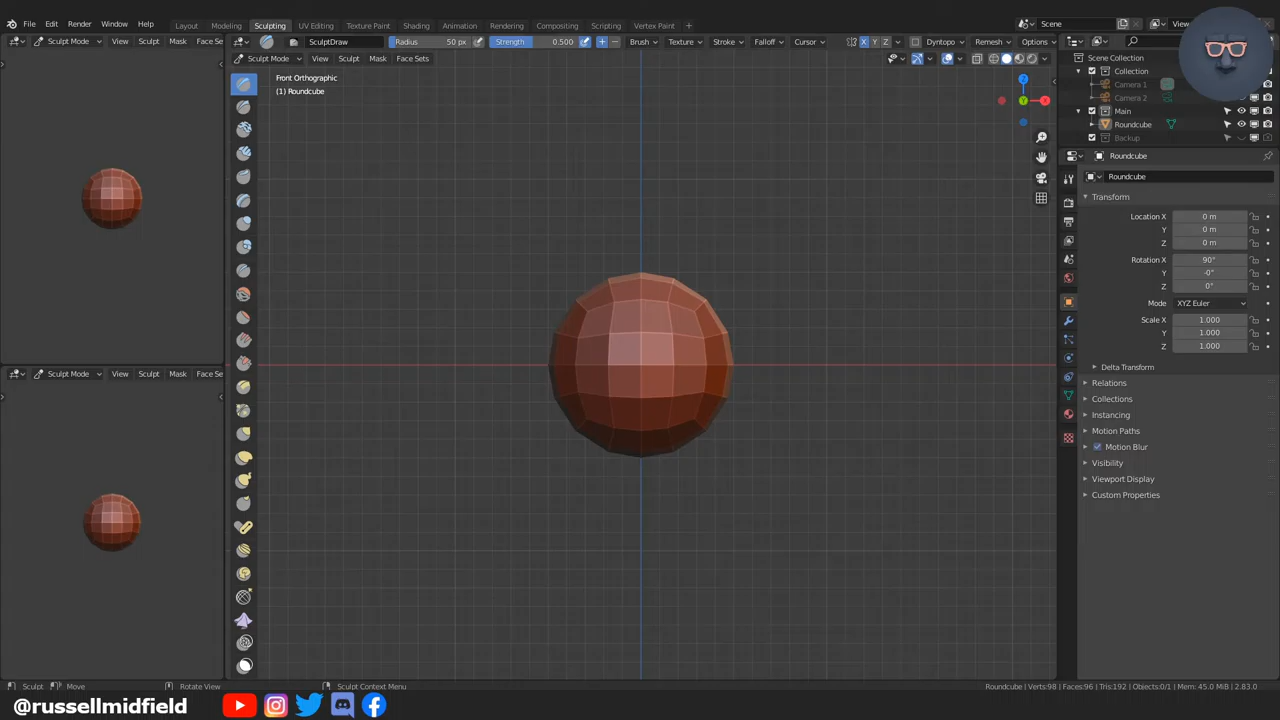 File Edit Render Window Help Layout Modeling Sculpting UV Editing Texture Paint Shading Animation Rendering Compositing Scripting Vertex Paint + Scene View
Sculpt Mode View Sculpt Mask Face Se
SculptDraw Radius 50 px Strength 0.500 Brush Texture Stroke Falloff Cursor X Y Z Dyntopo Remesh Options
Sculpt Mode View Sculpt Mask Face Sets
Front Orthographic
(1) Roundcube
Z
Y X
Sculpt Mode View Sculpt Mask Face Se
Scene Collection
Collection
Camera 1
Camera 2
Main
Roundcube
Backup
Roundcube
Roundcube
Transform
Location X 0 m
Y 0 m
Z 0 m
Rotation X 90°
Y -0°
Z 0°
Mode XYZ Euler
Scale X 1.000
Y 1.000
Z 1.000
Delta Transform
Relations
Collections
Instancing
Motion Paths
Motion Blur
Visibility
Viewport Display
Custom Properties
Sculpt Move Rotate View Sculpt Context Menu Roundcube | Verts:98 | Faces:96 | Tris:192 | Objects:0/1 | Mem: 45.0 MiB | 2.83.0
@russellmidfield